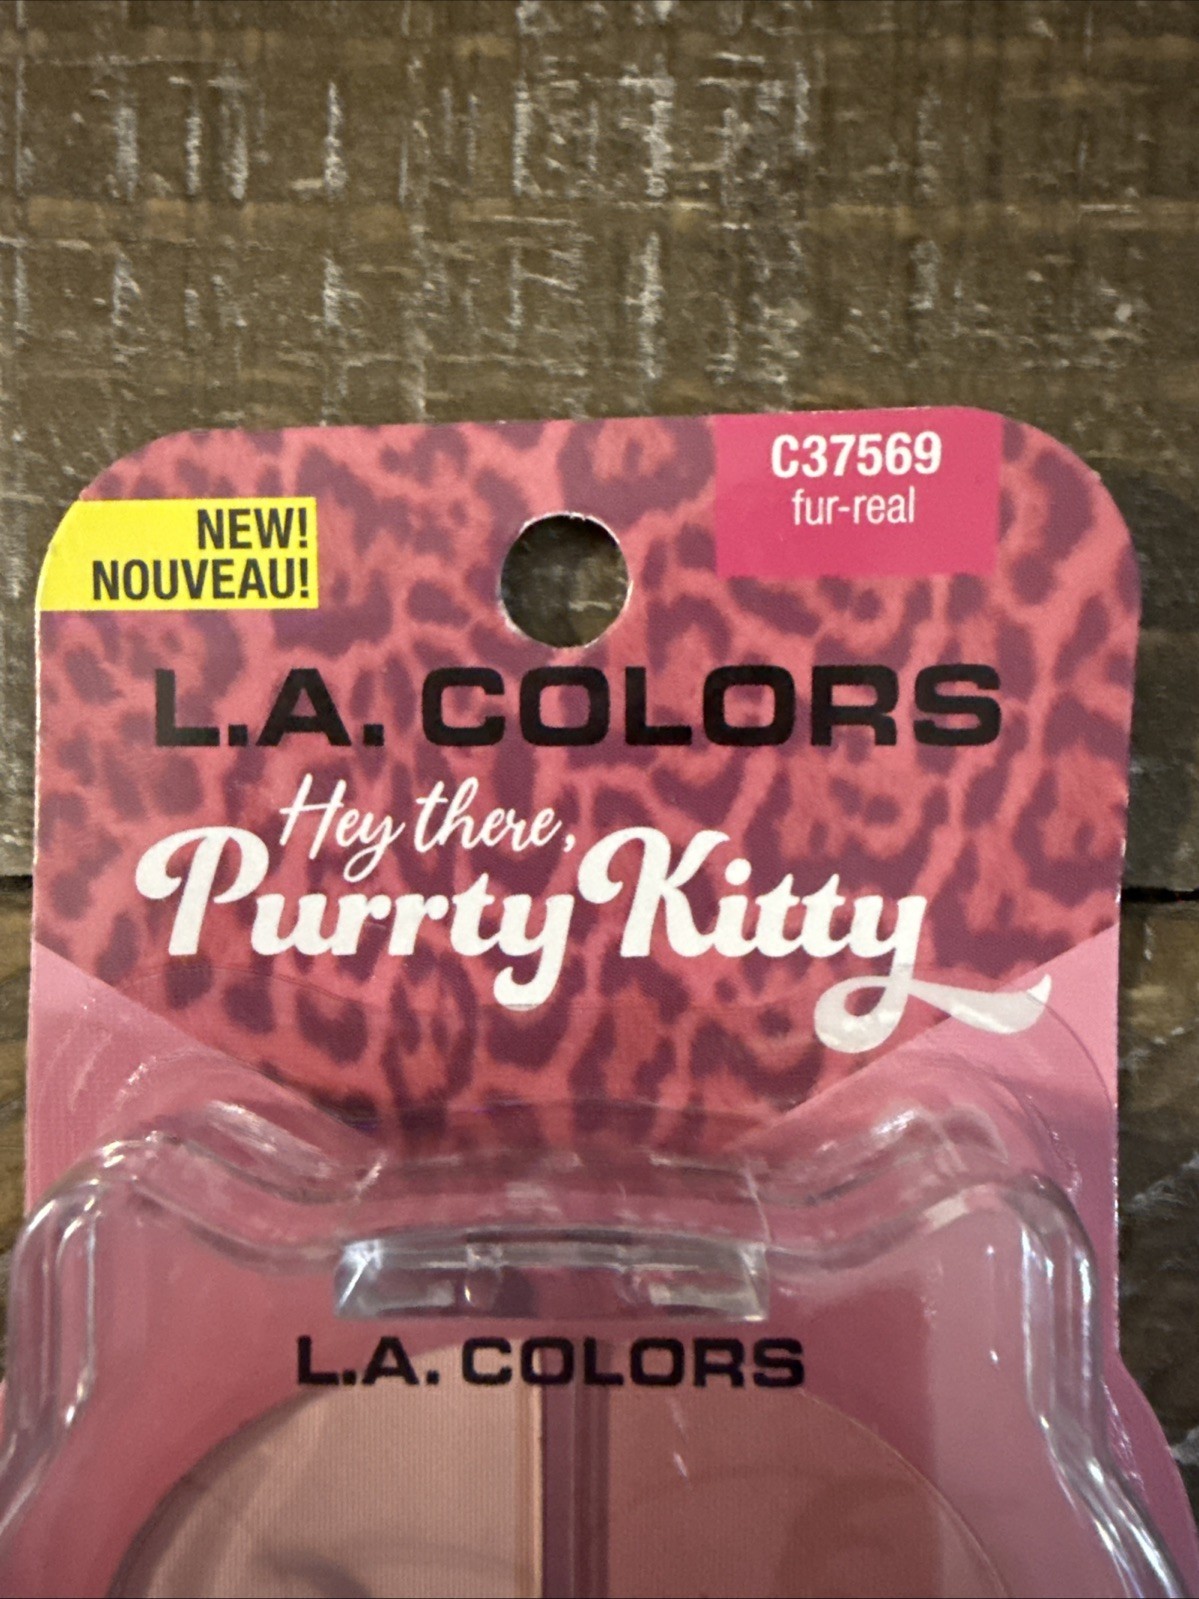 C37569
fur-real
NEW!
NOUVEAU!
L.A. COLORS
Hey there,
Purrty Kitty
L.A. COLORS